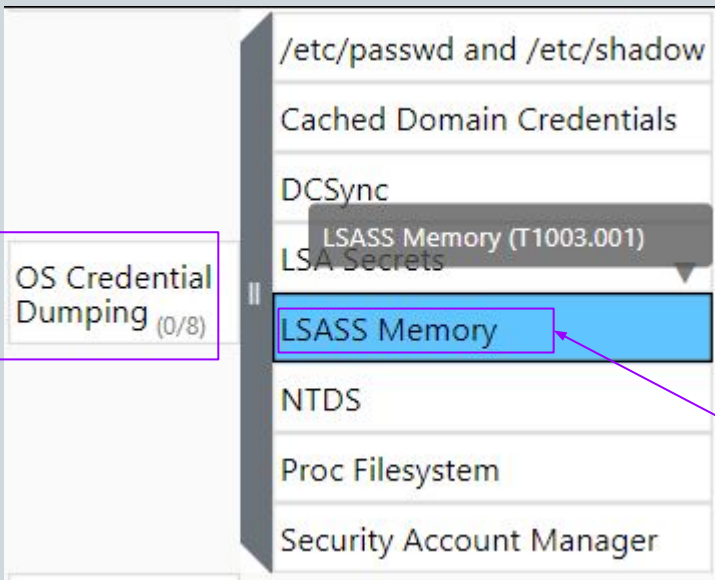 /etc/passwd and /etc/shadow
Cached Domain Credentials
DCSync
LSASS Memory (T1003.001)
LSA Secrets
OS Credential
Dumping (0/8)
LSASS Memory
NTDS
Proc Filesystem
Security Account Manager